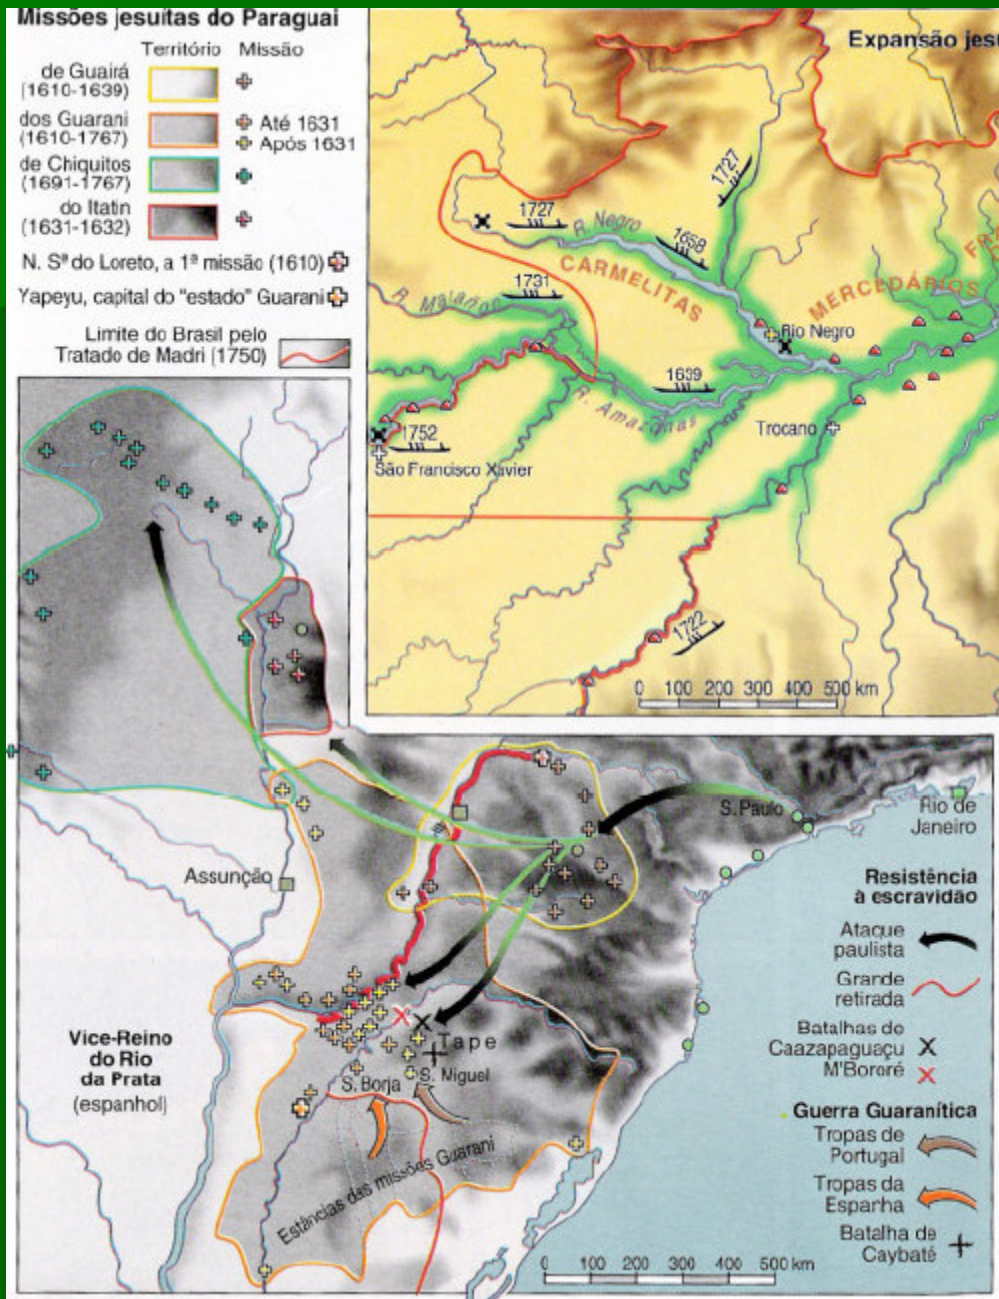 Missões jesuítas do Paraguai
Território Missão
de Guairá
(1610-1639)
dos Guarani
(1610-1767)
Até 1631
Após 1631
de Chiquitos
(1691-1767)
do Itatin
(1631-1632)
N. Sª do Loreto, a 1ª missão (1610)
Yapeyu, capital do "estado" Guarani
Limite do Brasil pelo
Tratado de Madri (1750)
Expansão jesu
1727
1727
R. Negro
1658
CARMELITAS
MERCEDÁRIOS
1731
Rio Negro
1639
R. Amazonas
Trocano
1752
São Francisco Xavier
1722
0 100 200 300 400 500 km
S. Paulo
Rio de
Janeiro
Assunção
Vice-Reino
do Rio
da Prata
(espanhol)
Tape
S. Borja
S. Miguel
Estâncias das missões Guarani
Resistência
à escravidão
Ataque
paulista
Grande
retirada
Batalhas de
Caazapaguaçu
M'Bororé
Guerra Guaranítica
Tropas de
Portugal
Tropas da
Espanha
Batalha de
Caybaté
0 100 200 300 400 500 km